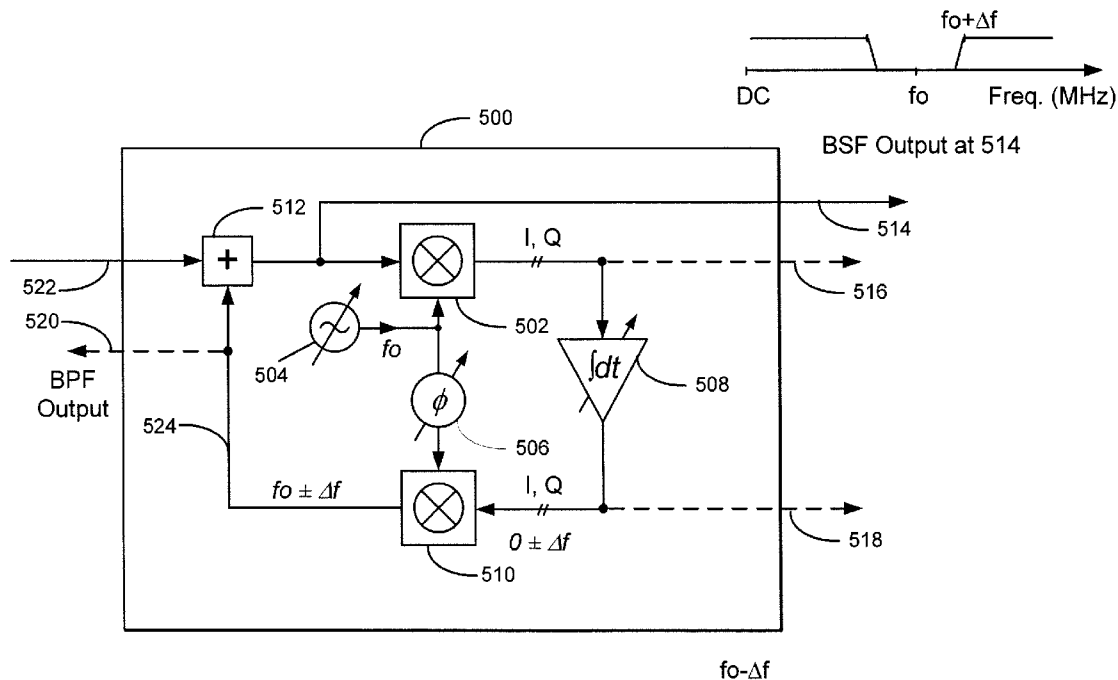 fo+Δf
DC
fo
Freq. (MHz)
BSF Output at 514
500
512
+
514
I, Q
522
516
502
520
504
fo
∫dt
508
BPF
Output
ϕ
506
524
fo ± Δf
I, Q
0 ± Δf
518
510
fo-Δf